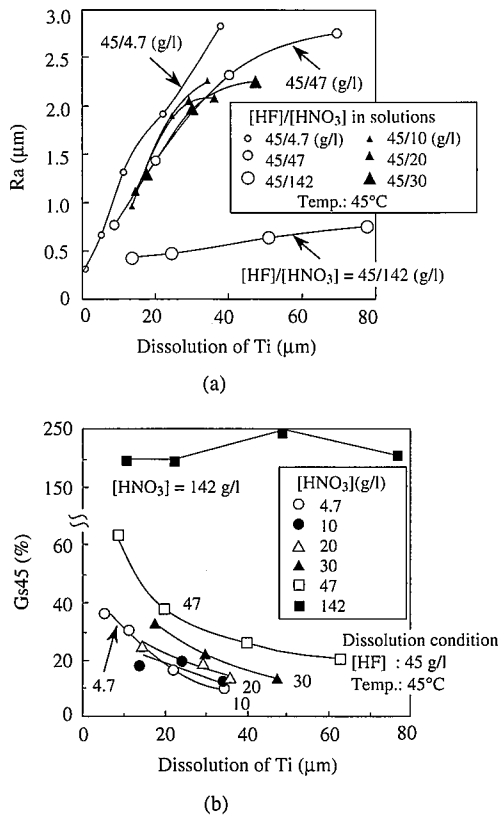 3.0
2.5
2.0
1.5
1.0
0.5
0
Ra (μm)
45/4.7 (g/l)
45/47 (g/l)
[HF]/[HNO3] in solutions
45/4.7 (g/l) 45/10 (g/l)
45/47 45/20
45/142 45/30
Temp.: 45°C
[HF]/[HNO3] = 45/142 (g/l)
0 20 40 60 80
Dissolution of Ti (μm)
(a)
250
150
60
40
20
0
Gs45 (%)
[HNO3] = 142 g/l
[HNO3](g/l)
4.7
10
20
30
47
142
47
4.7
20
10
30
Dissolution condition
[HF] : 45 g/l
Temp.: 45°C
0 20 40 60 80
Dissolution of Ti (μm)
(b)